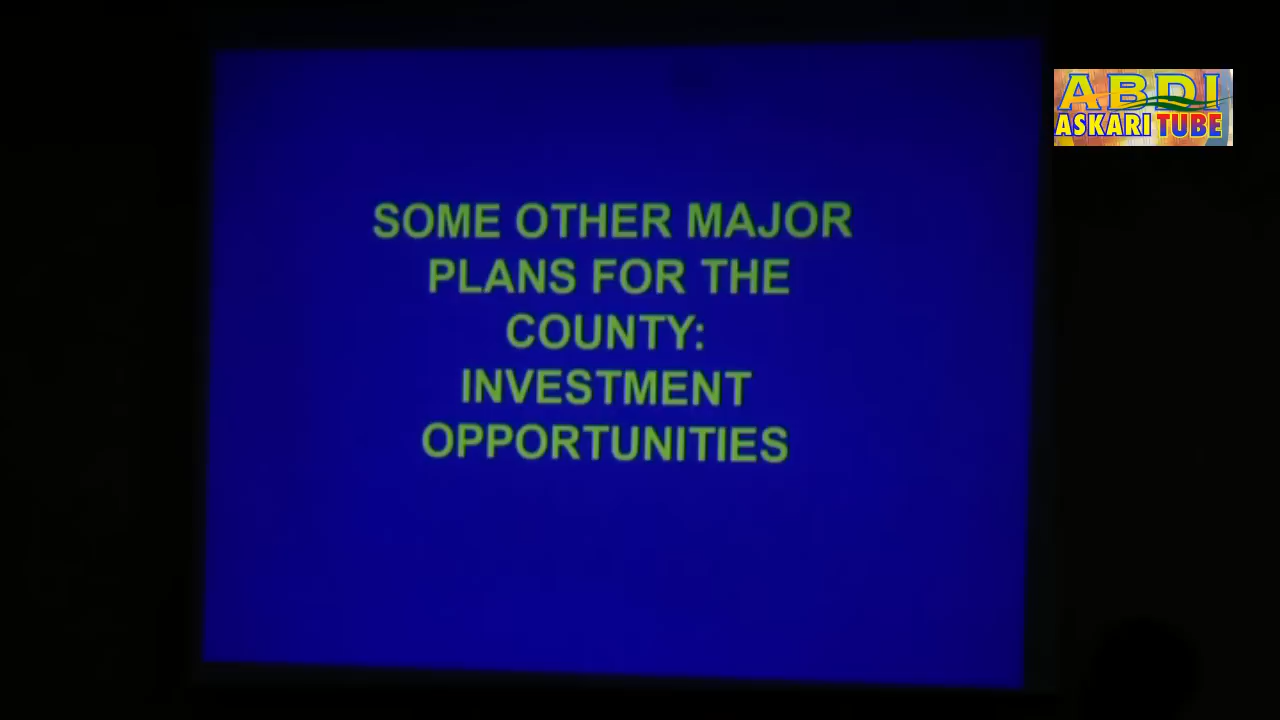 SOME OTHER MAJOR
PLANS FOR THE
COUNTY:
INVESTMENT
OPPORTUNITIES
ABDI
ASKARI TUBE